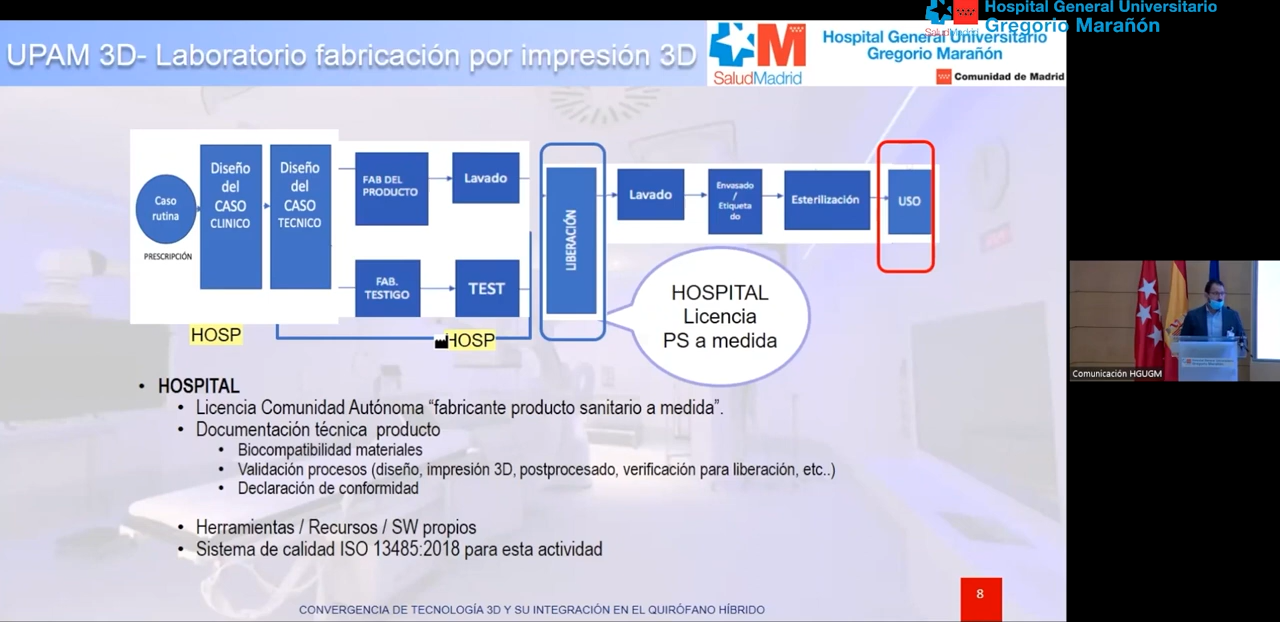 Hospital General Universitario
Gregorio Marañón
SaludMadrid
UPAM 3D- Laboratorio fabricación por impresión 3D
M
SaludMadrid
Hospital General Universitario
Gregorio Marañón
Comunidad de Madrid
Caso
rutina
PRESCRIPCIÓN
Diseño
del
CASO
CLINICO
Diseño
del
CASO
TECNICO
FAB DEL
PRODUCTO
Lavado
FAB.
TESTIGO
TEST
LIBERACIÓN
Lavado
Envasado
/
Etiqueta
do
Esterilización
USO
HOSP
HOSP
HOSPITAL
Licencia
PS a medida
• HOSPITAL
• Licencia Comunidad Autónoma “fabricante producto sanitario a medida”.
• Documentación técnica producto
• Biocompatibilidad materiales
• Validación procesos (diseño, impresión 3D, postprocesado, verificación para liberación, etc..)
• Declaración de conformidad
• Herramientas / Recursos / SW propios
• Sistema de calidad ISO 13485:2018 para esta actividad
CONVERGENCIA DE TECNOLOGÍA 3D Y SU INTEGRACIÓN EN EL QUIRÓFANO HÍBRIDO
8
Comunicación HGUGM